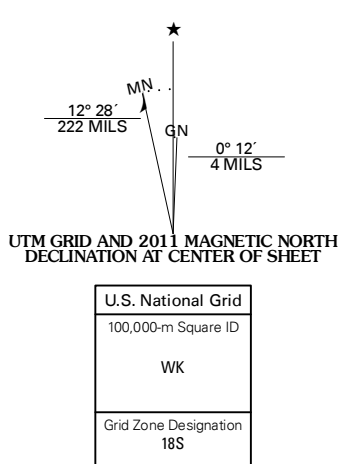 ★
MN
GN
12° 28´
222 MILS
0° 12´
4 MILS
UTM GRID AND 2011 MAGNETIC NORTH
DECLINATION AT CENTER OF SHEET
U.S. National Grid
100,000-m Square ID
WK
Grid Zone Designation
18S